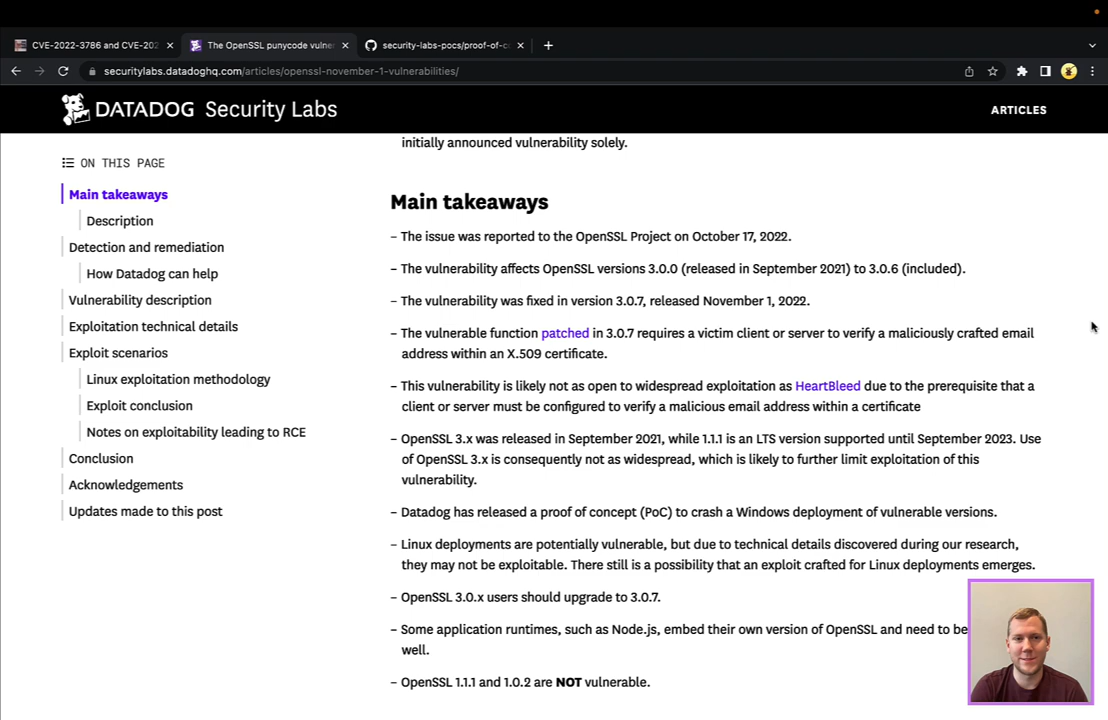 CVE-2022-3786 and CVE-202
The OpenSSL punycode vulner
security-labs-pocs/proof-of-c
securitylabs.datadoghq.com/articles/openssl-november-1-vulnerabilities/
DATADOG Security Labs
ARTICLES
ON THIS PAGE
Main takeaways
Description
Detection and remediation
How Datadog can help
Vulnerability description
Exploitation technical details
Exploit scenarios
Linux exploitation methodology
Exploit conclusion
Notes on exploitability leading to RCE
Conclusion
Acknowledgements
Updates made to this post
initially announced vulnerability solely.
Main takeaways
– The issue was reported to the OpenSSL Project on October 17, 2022.
– The vulnerability affects OpenSSL versions 3.0.0 (released in September 2021) to 3.0.6 (included).
– The vulnerability was fixed in version 3.0.7, released November 1, 2022.
– The vulnerable function patched in 3.0.7 requires a victim client or server to verify a maliciously crafted email
address within an X.509 certificate.
– This vulnerability is likely not as open to widespread exploitation as HeartBleed due to the prerequisite that a
client or server must be configured to verify a malicious email address within a certificate
– OpenSSL 3.x was released in September 2021, while 1.1.1 is an LTS version supported until September 2023. Use
of OpenSSL 3.x is consequently not as widespread, which is likely to further limit exploitation of this
vulnerability.
– Datadog has released a proof of concept (PoC) to crash a Windows deployment of vulnerable versions.
– Linux deployments are potentially vulnerable, but due to technical details discovered during our research,
they may not be exploitable. There still is a possibility that an exploit crafted for Linux deployments emerges.
– OpenSSL 3.0.x users should upgrade to 3.0.7.
– Some application runtimes, such as Node.js, embed their own version of OpenSSL and need to be
well.
– OpenSSL 1.1.1 and 1.0.2 are NOT vulnerable.